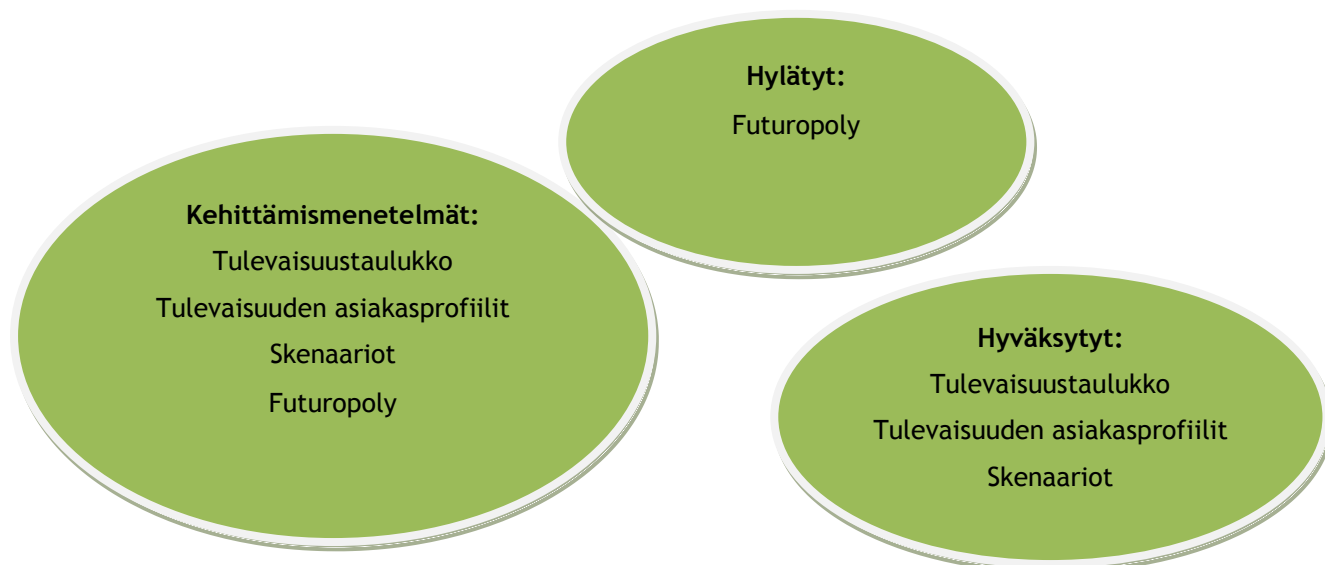 Hylätyt:
Futuropoly
Kehittämismenetelmät:
Tulevaisuustaulukko
Tulevaisuuden asiakasprofiilit
Skenaariot
Futuropoly
Hyväksytyt:
Tulevaisuustaulukko
Tulevaisuuden asiakasprofiilit
Skenaariot